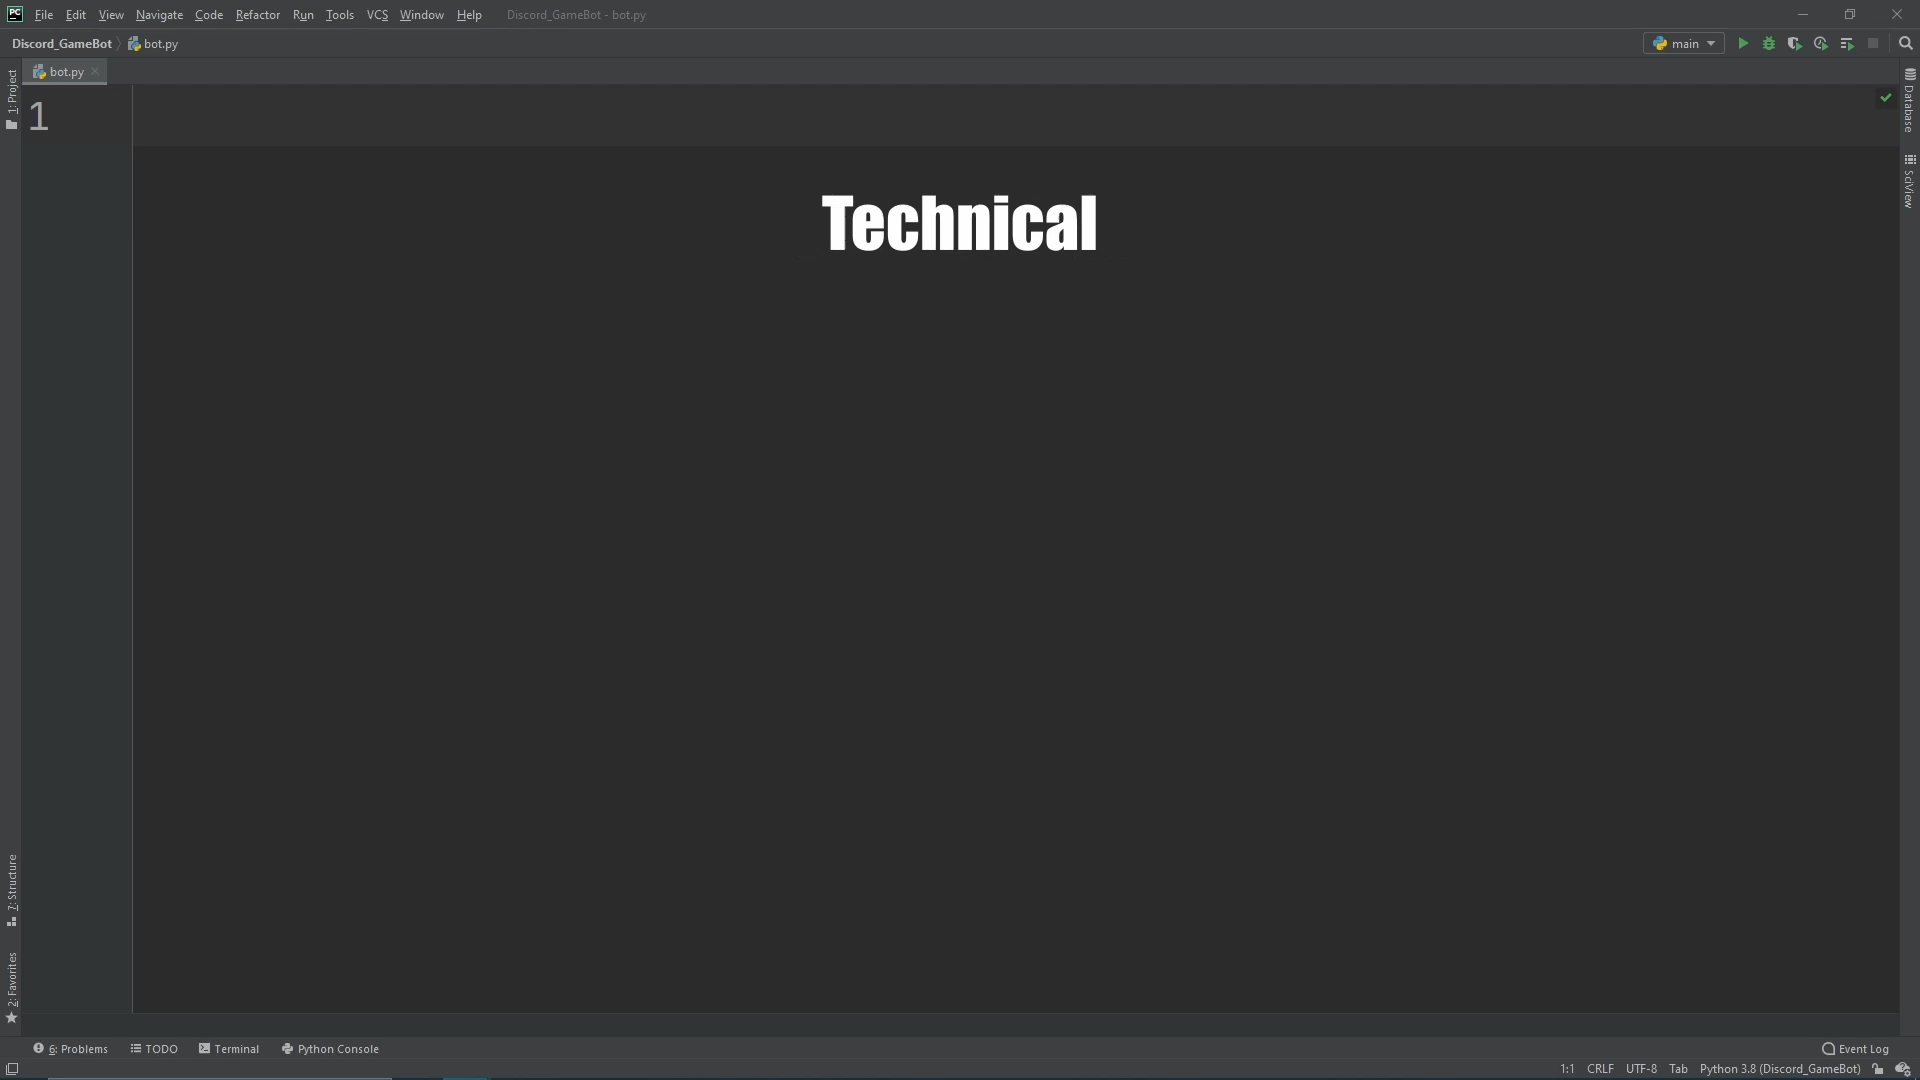 PC File Edit View Navigate Code Refactor Run Tools VCS Window Help Discord_GameBot - bot.py
Discord_GameBot bot.py main
bot.py
1: Project
1
Technical
Database
SciView
7: Structure
2: Favorites
6: Problems TODO Terminal Python Console Event Log
1:1 CRLF UTF-8 Tab Python 3.8 (Discord_GameBot)